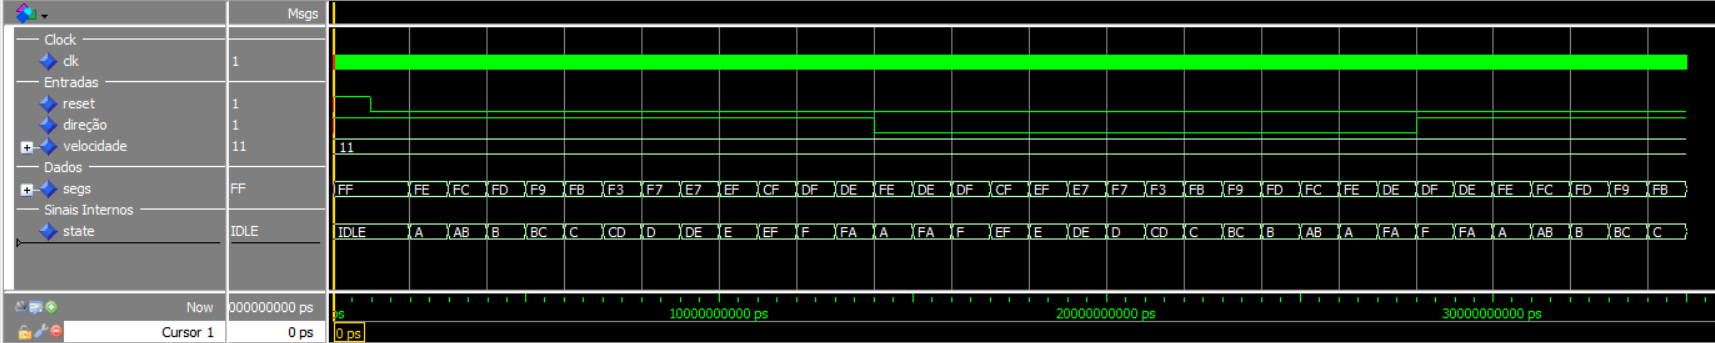 Msgs
Clock
clk 1
Entradas
reset 1
direção 1
velocidade 11 11
Dados
segs FF FF FE FC FD F9 FB F3 F7 E7 EF CF DF DE FE DE DF CF EF E7 F7 F3 FB F9 FD FC FE DE DF DE FE FC FD F9 FB
Sinais Internos
state IDLE IDLE A AB B BC C CD D DE E EF F FA A FA F EF E DE D CD C BC B AB A FA F FA A AB B BC C
Now 000000000 ps ps 10000000000 ps 20000000000 ps 30000000000 ps
Cursor 1 0 ps 0 ps